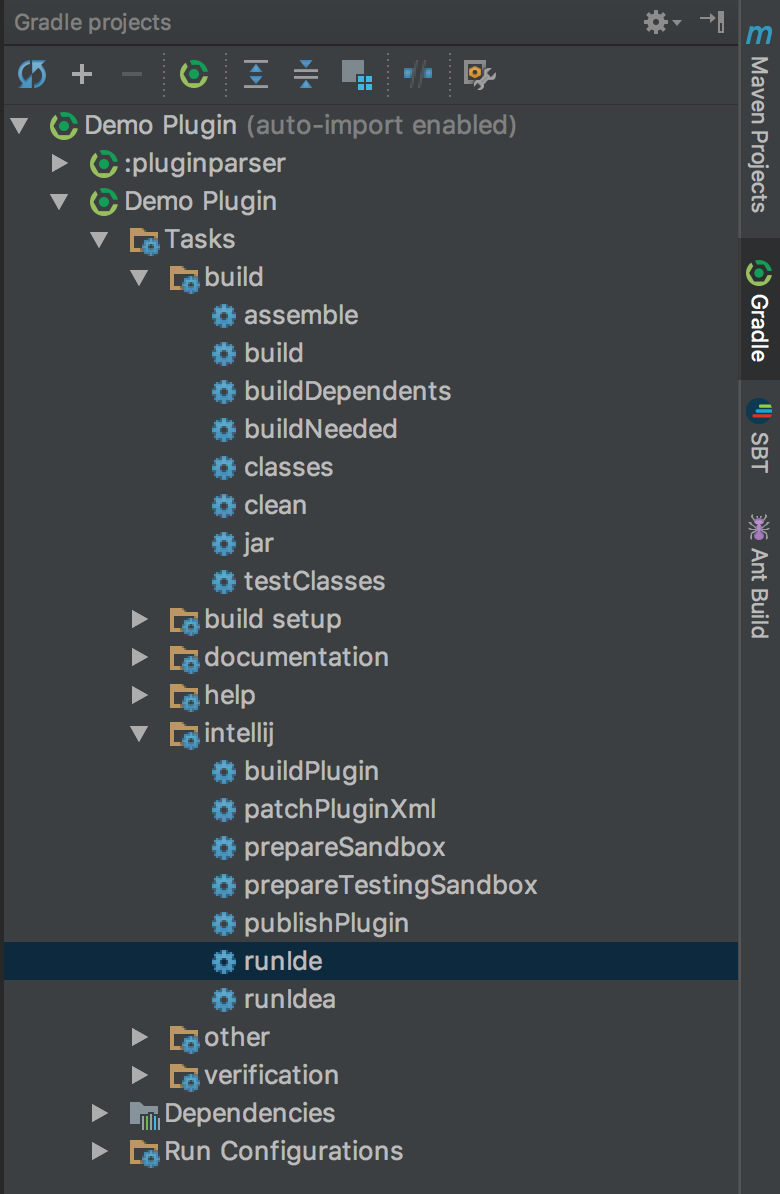 Gradle projects
Demo Plugin (auto-import enabled)
:pluginparser
Demo Plugin
Tasks
build
assemble
build
buildDependents
buildNeeded
classes
clean
jar
testClasses
build setup
documentation
help
intellij
buildPlugin
patchPluginXml
prepareSandbox
prepareTestingSandbox
publishPlugin
runIde
runIdea
other
verification
Dependencies
Run Configurations
m
Maven Projects
Gradle
SBT
Ant Build